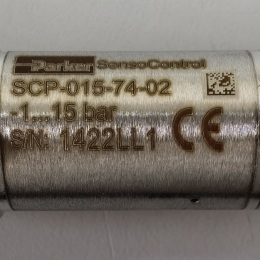 Parker SensoControl
SCP-015-74-02
-1...15 bar
S/N: 1422LL1
CE